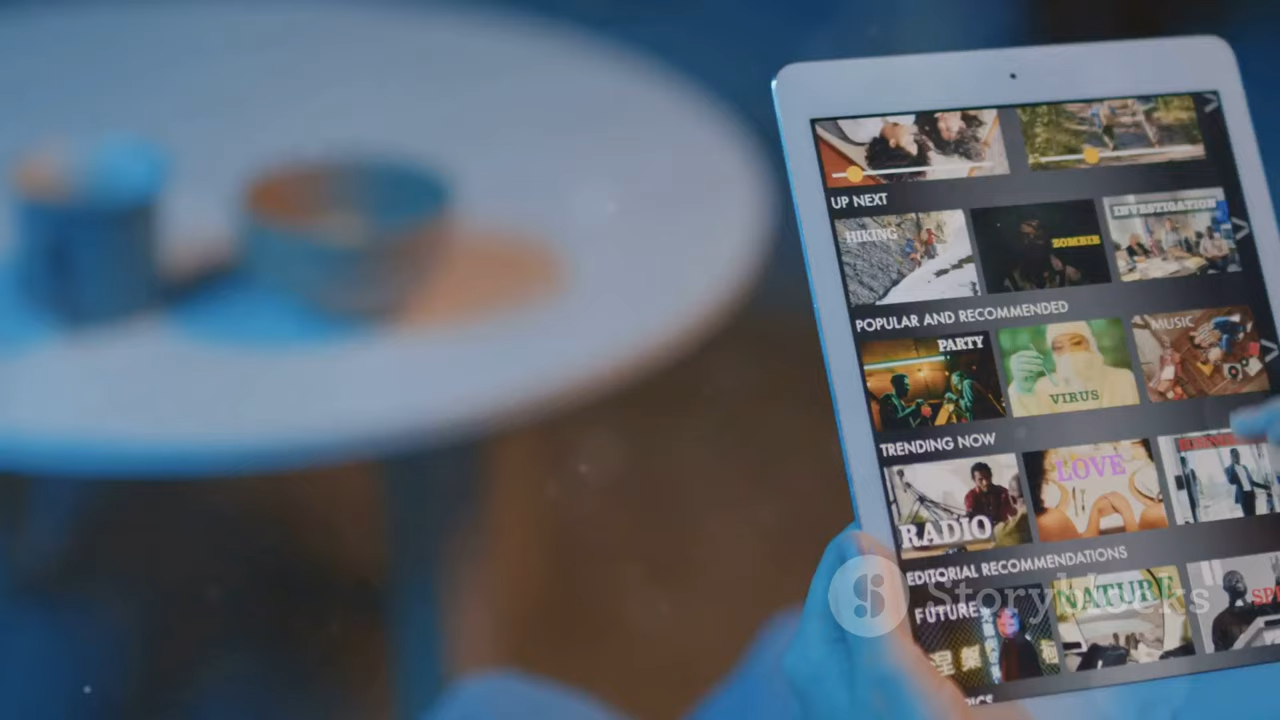 UP NEXT
HIKING
ZOMBIE
INVESTIGATION
POPULAR AND RECOMMENDED
PARTY
VIRUS
MUSIC
TRENDING NOW
RADIO
LOVE
EDITORIAL RECOMMENDATIONS
FUTURE
NATURE
Storyblocks